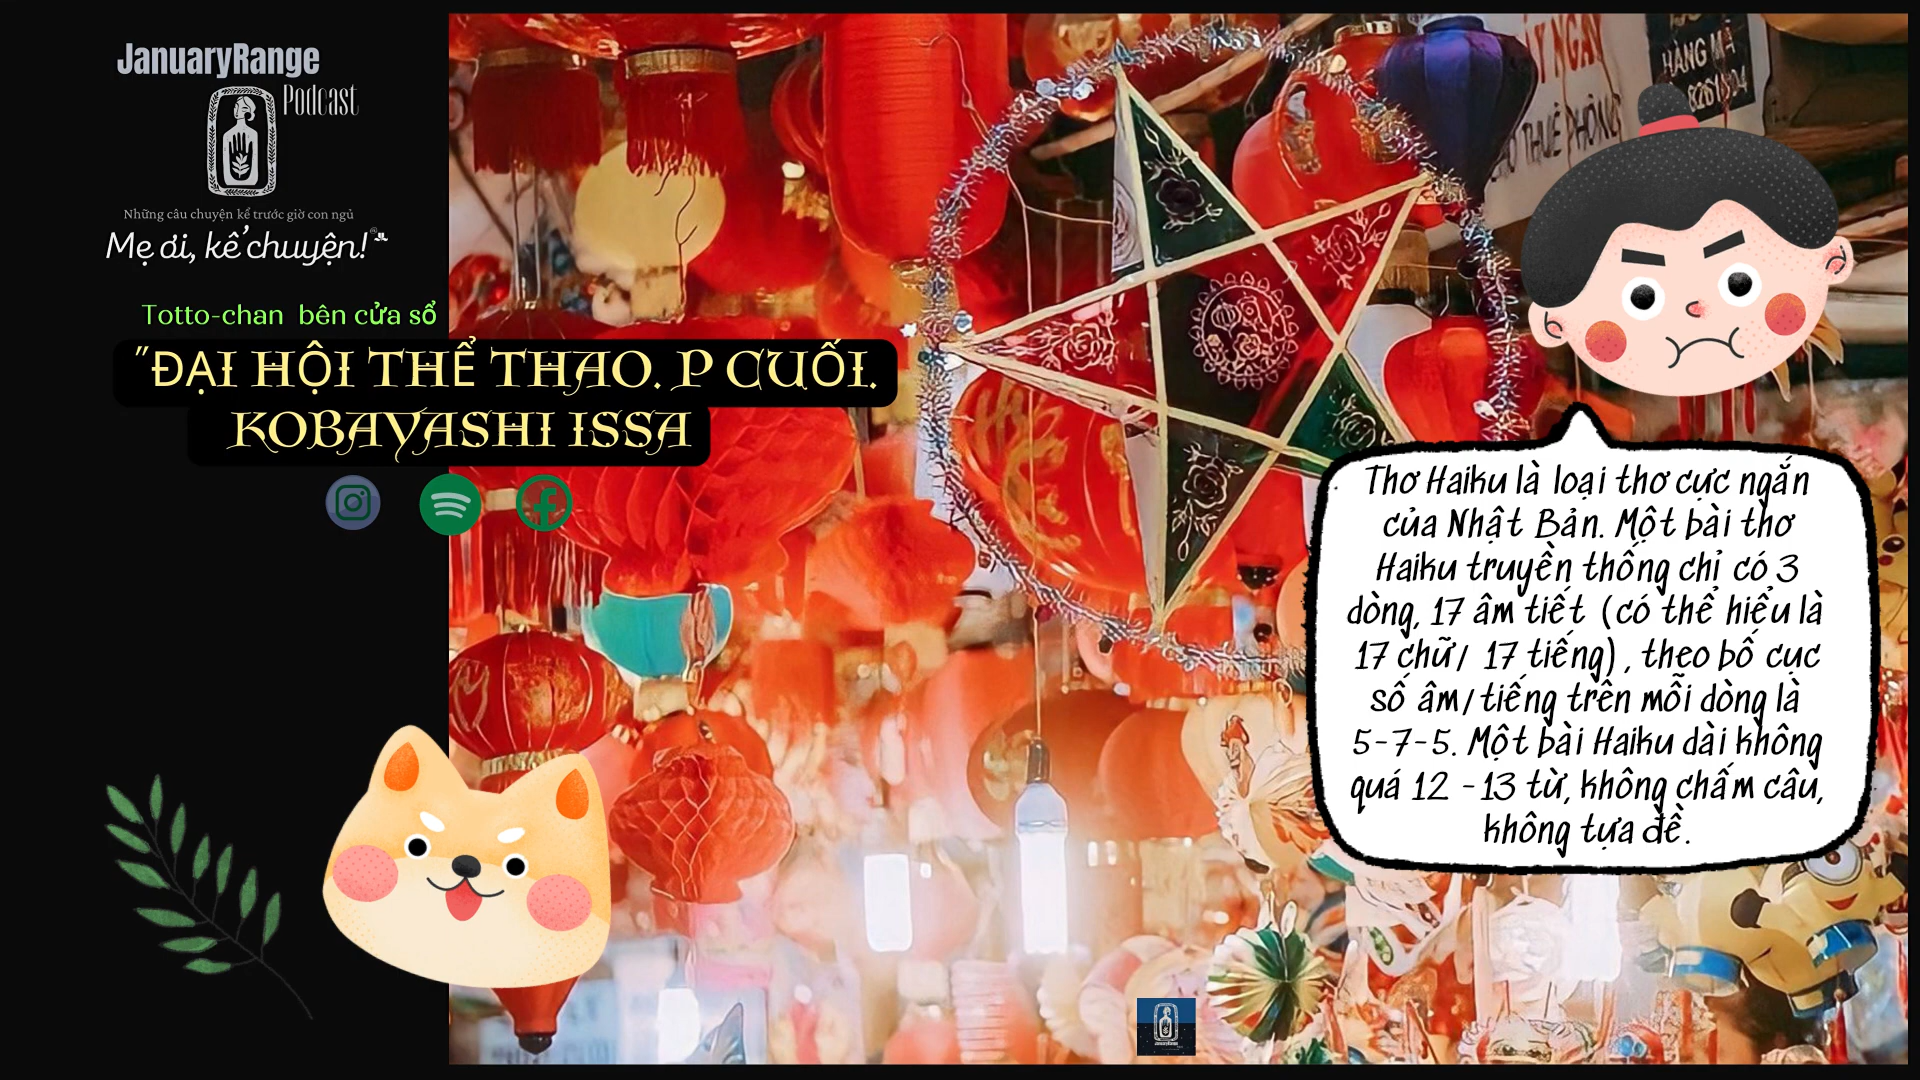 JanuaryRange
Podcast
Những câu chuyện kể trước giờ con ngủ
Mẹ ơi, kể chuyện!
Totto-chan bên cửa sổ
"ĐẠI HỘI THỂ THAO. P CUỐI.
KOBAYASHI ISSA
HÀNG MÃ
THUÊ PHÒNG
Thơ Haiku là loại thơ cực ngắn
của Nhật Bản. Một bài thơ
Haiku truyền thống chỉ có 3
dòng, 17 âm tiết (có thể hiểu là
17 chữ/ 17 tiếng), theo bố cục
số âm/tiếng trên mỗi dòng là
5-7-5. Một bài Haiku dài không
quá 12 -13 từ, không chấm câu,
không tựa đề.
JanuaryRange